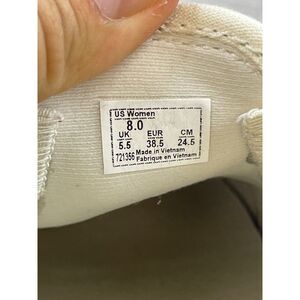 US Women
8.0
UK EUR CM
5.5 38.5 24.5
721356 Made in Vietnam
Fabriqué en Vietnam